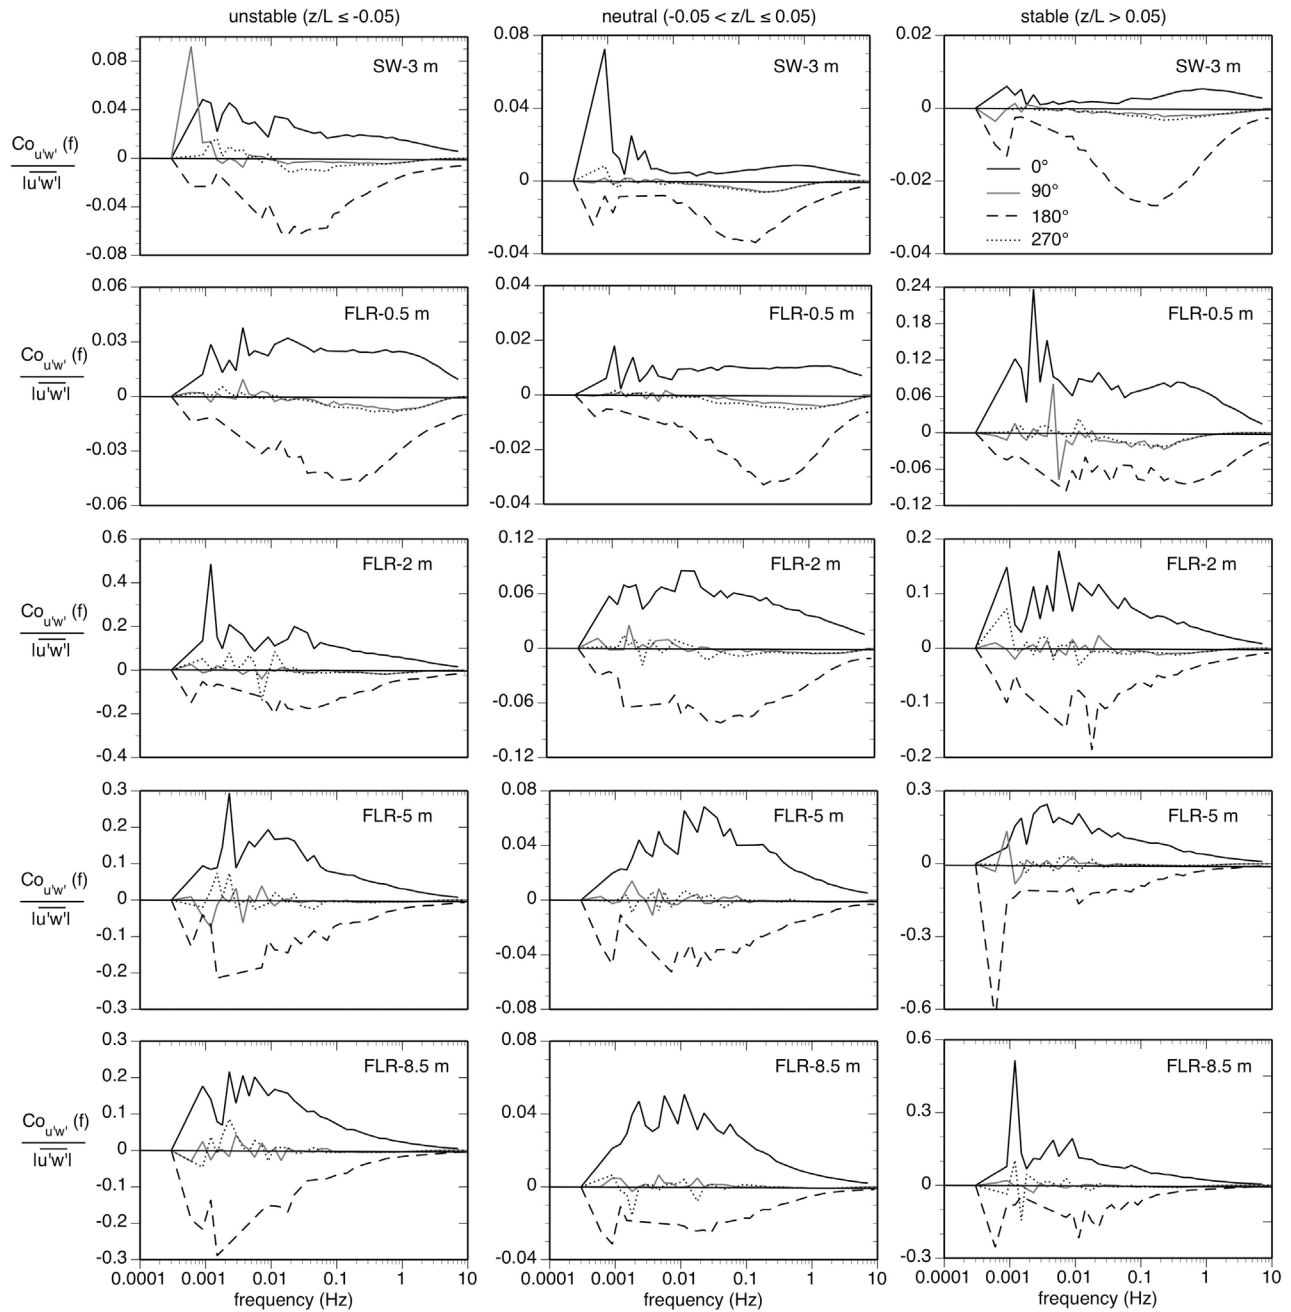 unstable (z/L ≤ -0.05)
neutral (-0.05 < z/L ≤ 0.05)
stable (z/L > 0.05)
SW-3 m
0.08
0.04
0
-0.04
-0.08
Co u'w' (f)
|u'w'|
SW-3 m
0.08
0.04
0
-0.04
SW-3 m
0.02
0
-0.02
-0.04
0°
90°
180°
270°
FLR-0.5 m
0.06
0.03
0
-0.03
-0.06
Co u'w' (f)
|u'w'|
FLR-0.5 m
0.04
0.02
0
-0.02
-0.04
FLR-0.5 m
0.24
0.18
0.12
0.06
0
-0.06
-0.12
FLR-2 m
0.6
0.4
0.2
0
-0.2
-0.4
Co u'w' (f)
|u'w'|
FLR-2 m
0.12
0.06
0
-0.06
-0.12
FLR-2 m
0.2
0.1
0
-0.1
-0.2
FLR-5 m
0.3
0.2
0.1
0
-0.1
-0.2
-0.3
Co u'w' (f)
|u'w'|
FLR-5 m
0.08
0.04
0
-0.04
-0.08
FLR-5 m
0.3
0
-0.3
-0.6
FLR-8.5 m
0.3
0.2
0.1
0
-0.1
-0.2
-0.3
Co u'w' (f)
|u'w'|
0.0001 0.001 0.01 0.1 1 10
frequency (Hz)
FLR-8.5 m
0.08
0.04
0
-0.04
0.0001 0.001 0.01 0.1 1 10
frequency (Hz)
FLR-8.5 m
0.6
0.3
0
-0.3
0.0001 0.001 0.01 0.1 1 10
frequency (Hz)